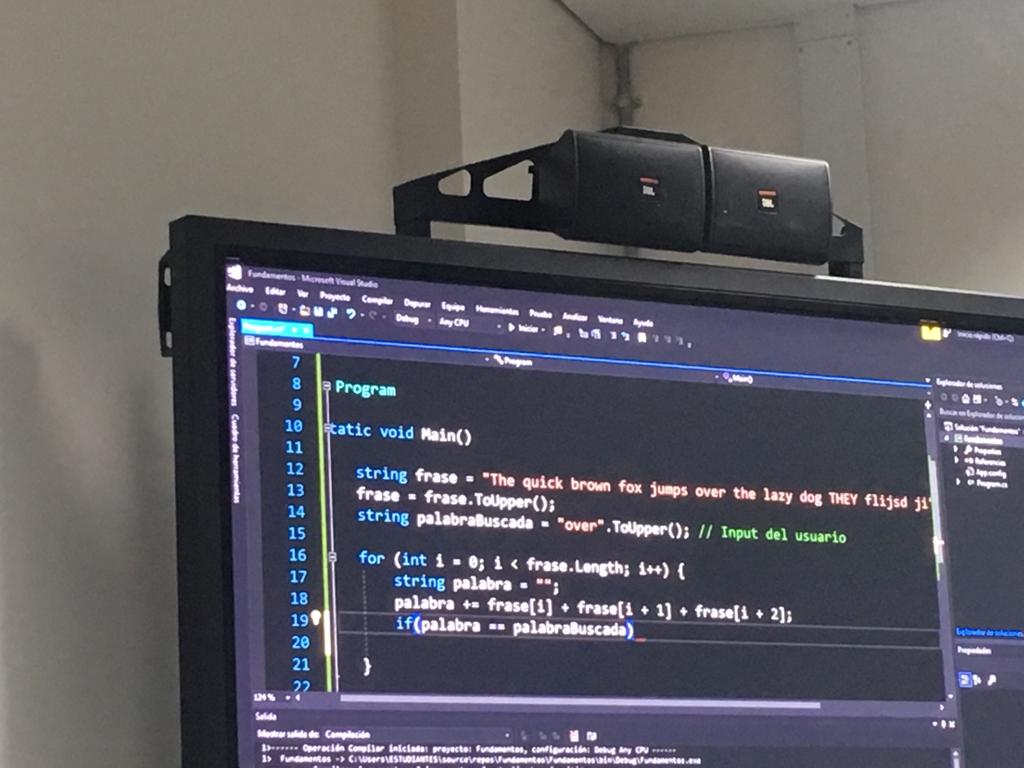 JBL JBL
Fundamentos - Microsoft Visual Studio
Archivo Editar Ver Proyecto Compilar Depurar Equipo Herramientas Prueba Analizar Ventana Ayuda
Debug Any CPU Iniciar
Inicio rápido (Ctrl+Q)
Program.cs
Fundamentos Program Main()
Explorador de servidores Cuadro de herramientas
7
8 Program
9
10 tatic void Main()
11
12 string frase = "The quick brown fox jumps over the lazy dog THEY flijsd ji
13 frase = frase.ToUpper();
14 string palabraBuscada = "over".ToUpper(); // Input del usuario
15
16 for (int i = 0; i < frase.Length; i++) {
17 string palabra = "";
18 palabra += frase[i] + frase[i + 1] + frase[i + 2];
19 if(palabra == palabraBuscada)
20
21 }
22
124 %
Explorador de soluciones
Buscar en Explorador de solucion
Solución "Fundamentos"
Fundamentos
Properties
Referencias
App.config
Program.cs
Explorador de soluciones
Propiedades
Salida
Mostrar salida de: Compilación
1>------ Operación Compilar iniciada: proyecto: Fundamentos, configuración: Debug Any CPU ------
1> Fundamentos -> C:\Users\ESTUDIANTES\source\repos\Fundamentos\Fundamentos\bin\Debug\Fundamentos.exe